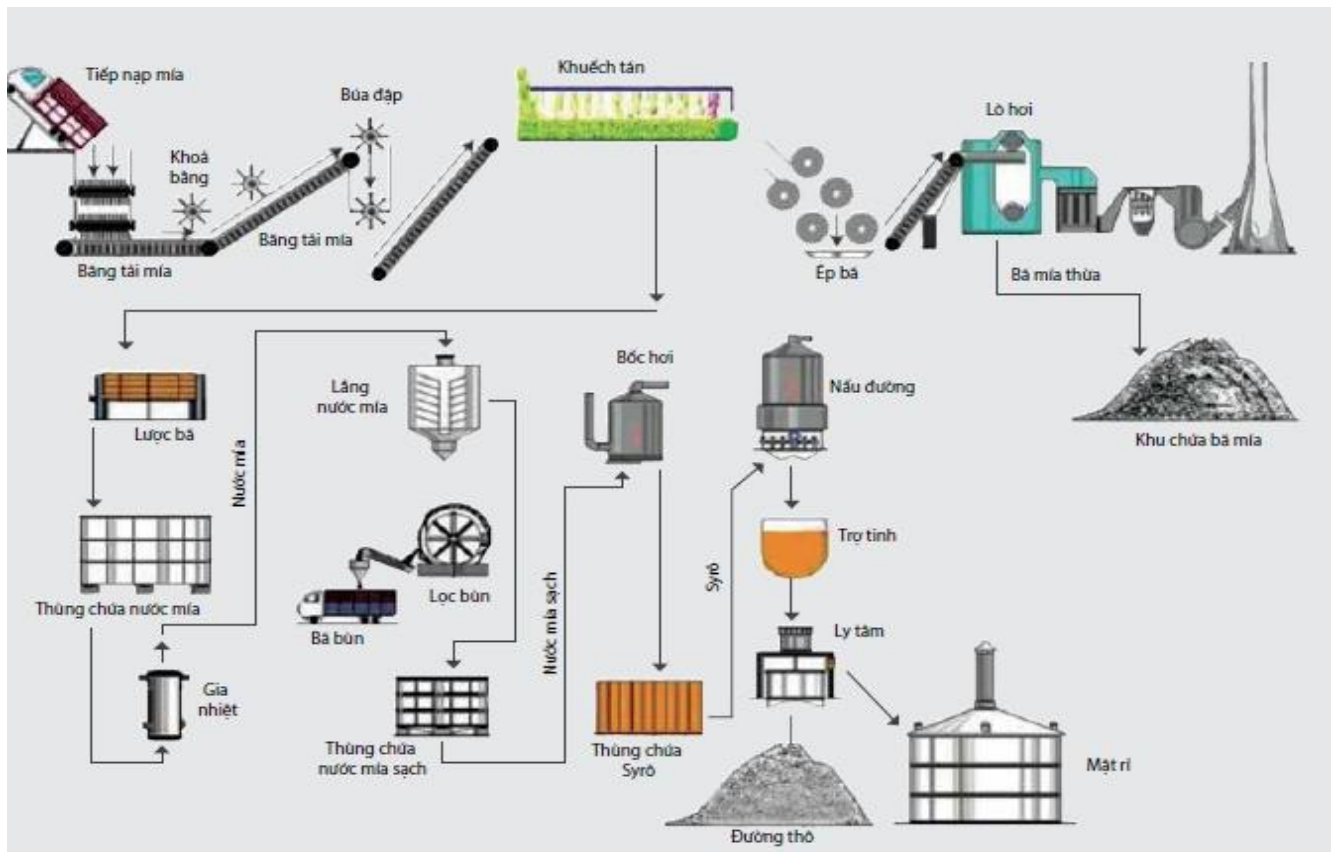 Tiếp nạp mía
Khuếch tán
Búa đập
Lò hơi
Khoả
bằng
Băng tải mía
Băng tải mía
Ép bã
Bã mía thừa
Bốc hơi
Lắng
nước mía
Nấu đường
Lược bã
Khu chứa bã mía
Nước mía
Trợ tinh
Lọc bùn
Syrô
Thùng chứa nước mía
Bã bùn
Nước mía sạch
Ly tâm
Gia
nhiệt
Thùng chứa
nước mía sạch
Thùng chứa
Syrô
Mật rỉ
Đường thô